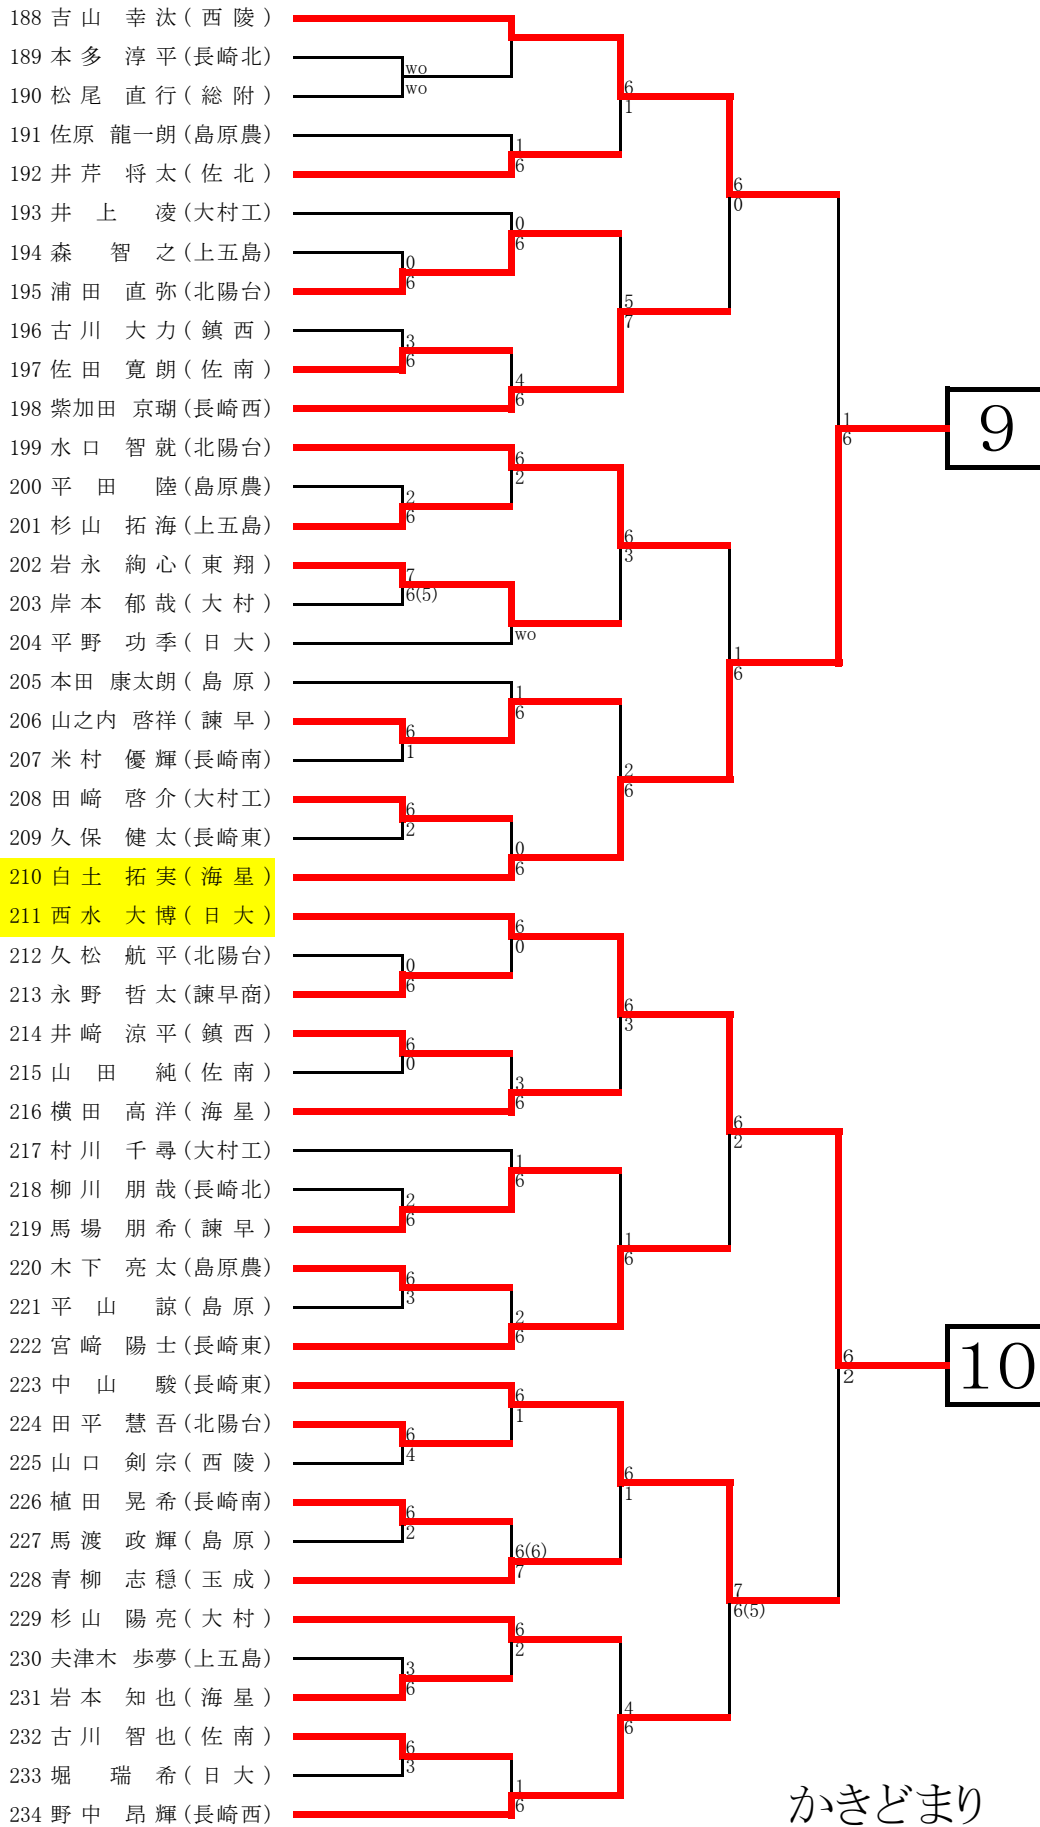 188 吉山 幸汰(西陵)
189 本多 淳平(長崎北)
wo
190 松尾 直行(総附)
wo
6
1
191 佐原 龍一朗(島原農)
1
192 井芹 将太(佐北)
6
6
0
193 井上 凌(大村工)
0
6
194 森 智之(上五島)
0
195 浦田 直弥(北陽台)
6
5
7
196 古川 大力(鎮西)
3
197 佐田 寛朗(佐南)
6
4
198 紫加田 京瑚(長崎西)
6
1
6
9
199 水口 智就(北陽台)
6
2
200 平田 陸(島原農)
2
201 杉山 拓海(上五島)
6
6
3
202 岩永 絢心(東翔)
7
203 岸本 郁哉(大村)
6(5)
204 平野 功季(日大)
wo
1
6
205 本田 康太朗(島原)
1
6
206 山之内 啓祥(諫早)
6
207 米村 優輝(長崎南)
1
2
6
208 田﨑 啓介(大村工)
6
209 久保 健太(長崎東)
2
0
210 白土 拓実(海星)
6
211 西水 大博(日大)
6
0
212 久松 航平(北陽台)
0
213 永野 哲太(諫早商)
6
6
3
214 井﨑 涼平(鎮西)
6
215 山田 純(佐南)
0
3
216 横田 高洋(海星)
6
6
2
217 村川 千尋(大村工)
1
6
218 柳川 朋哉(長崎北)
2
219 馬場 朋希(諫早)
6
1
6
220 木下 亮太(島原農)
6
221 平山 諒(島原)
3
2
222 宮﨑 陽士(長崎東)
6
6
2
10
223 中山 駿(長崎東)
6
1
224 田平 慧吾(北陽台)
6
225 山口 剣宗(西陵)
4
6
1
226 植田 晃希(長崎南)
6
227 馬渡 政輝(島原)
2
6(6)
228 青柳 志穏(玉成)
7
7
6(5)
229 杉山 陽亮(大村)
6
2
230 夫津木 歩夢(上五島)
3
231 岩本 知也(海星)
6
4
6
232 古川 智也(佐南)
6
233 堀 瑞希(日大)
3
1
234 野中 昂輝(長崎西)
6
かきどまり